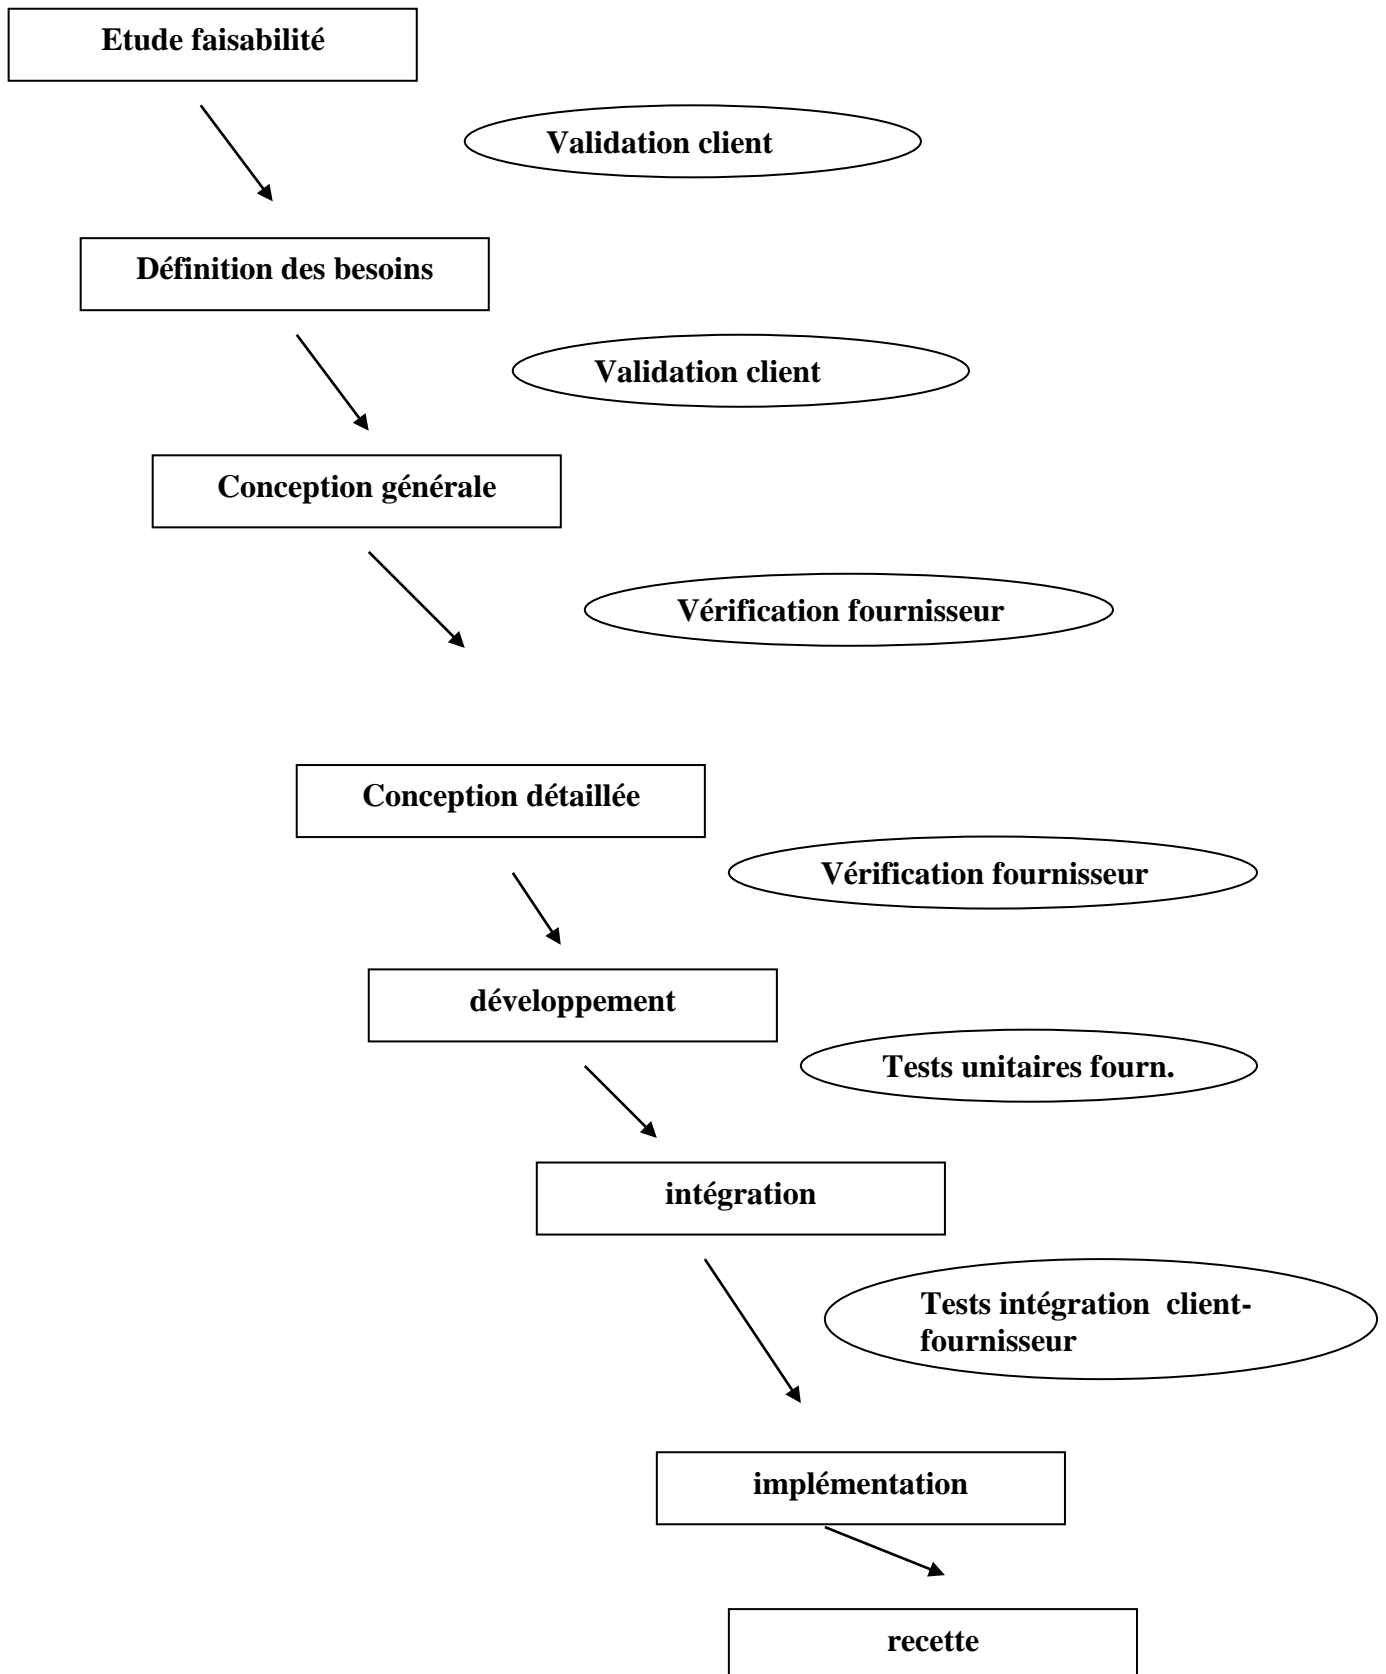 Etude faisabilité
Validation client
Définition des besoins
Validation client
Conception générale
Vérification fournisseur
Conception détaillée
Vérification fournisseur
développement
Tests unitaires fourn.
intégration
Tests intégration  client-
fournisseur
implémentation
recette